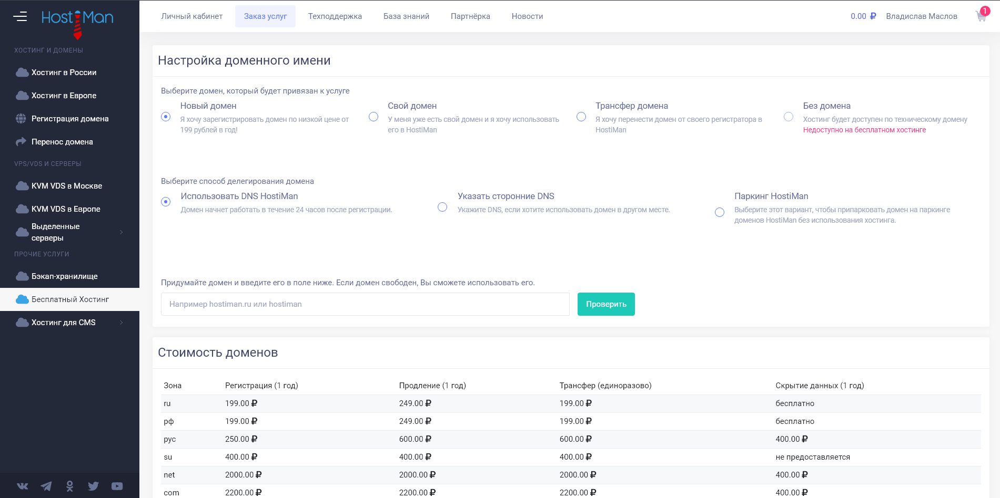 HostMan
Личный кабинет
Заказ услуг
Техподдержка
База знаний
Партнёрка
Новости
0.00 ₽
Владислав Маслов
1
ХОСТИНГ И ДОМЕНЫ
Хостинг в России
Хостинг в Европе
Регистрация домена
Перенос домена
VPS/VDS И СЕРВЕРЫ
KVM VDS в Москве
KVM VDS в Европе
Выделенные
серверы
ПРОЧИЕ УСЛУГИ
Бэкап-хранилище
Бесплатный Хостинг
Хостинг для CMS
Настройка доменного имени
Выберите домен, который будет привязан к услуге
Новый домен
Я хочу зарегистрировать домен по низкой цене от
199 рублей в год!
Свой домен
У меня уже есть свой домен и я хочу использовать
его в HostiMan
Трансфер домена
Я хочу перенести домен от своего регистратора в
HostiMan
Без домена
Хостинг будет доступен по техническому домену
Недоступно на бесплатном хостинге
Выберите способ делегирования домена
Использовать DNS HostiMan
Домен начнет работать в течение 24 часов после регистрации.
Указать сторонние DNS
Укажите DNS, если хотите использовать домен в другом месте.
Паркинг HostiMan
Выберите этот вариант, чтобы припарковать домен на паркинге
доменов HostiMan без использования хостинга.
Придумайте домен и введите его в поле ниже. Если домен свободен, Вы сможете использовать его.
Например hostiman.ru или hostiman
Проверить
Стоимость доменов
Зона Регистрация (1 год) Продление (1 год) Трансфер (единоразово) Скрытие данных (1 год)
ru 199.00 ₽ 249.00 ₽ 199.00 ₽ бесплатно
рф 199.00 ₽ 249.00 ₽ 199.00 ₽ бесплатно
рус 250.00 ₽ 600.00 ₽ 600.00 ₽ 400.00 ₽
su 400.00 ₽ 400.00 ₽ 400.00 ₽ не предоставляется
net 2000.00 ₽ 2000.00 ₽ 2000.00 ₽ 400.00 ₽
com 2200.00 ₽ 2200.00 ₽ 2200.00 ₽ 400.00 ₽